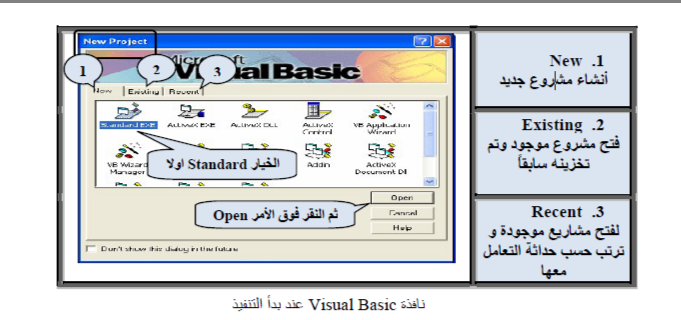 New Project
Microsoft
Visual Basic
1
2
3
New
Existing
Recent
Standard EXE
ActiveX EXE
ActiveX DLL
ActiveX Control
VB Application Wizard
VB Wizard Manager
Addin
ActiveX Document Dll
الخيار Standard اولا
ثم النقر فوق الأمر Open
Open
Cancel
Help
Don't show this dialog in the future
New .1
أنشاء مشاروع جديد
Existing .2
فتح مشروع موجود وتم
تخزينه سابقاً
Recent .3
لفتح مشاريع موجودة و
ترتب حسب حداثة التعامل
معها
نافذة Visual Basic عند بدأ التنفيذ